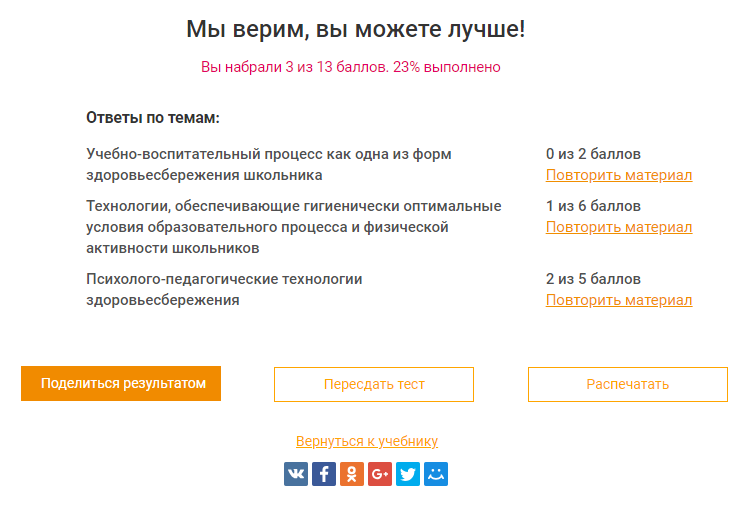 Мы верим, вы можете лучше!
Вы набрали 3 из 13 баллов. 23% выполнено
Ответы по темам:
Учебно-воспитательный процесс как одна из форм
здоровьесбережения школьника
0 из 2 баллов
Повторить материал
Технологии, обеспечивающие гигиенически оптимальные
условия образовательного процесса и физической
активности школьников
1 из 6 баллов
Повторить материал
Психолого-педагогические технологии
здоровьесбережения
2 из 5 баллов
Повторить материал
Поделиться результатом
Пересдать тест
Распечатать
Вернуться к учебнику